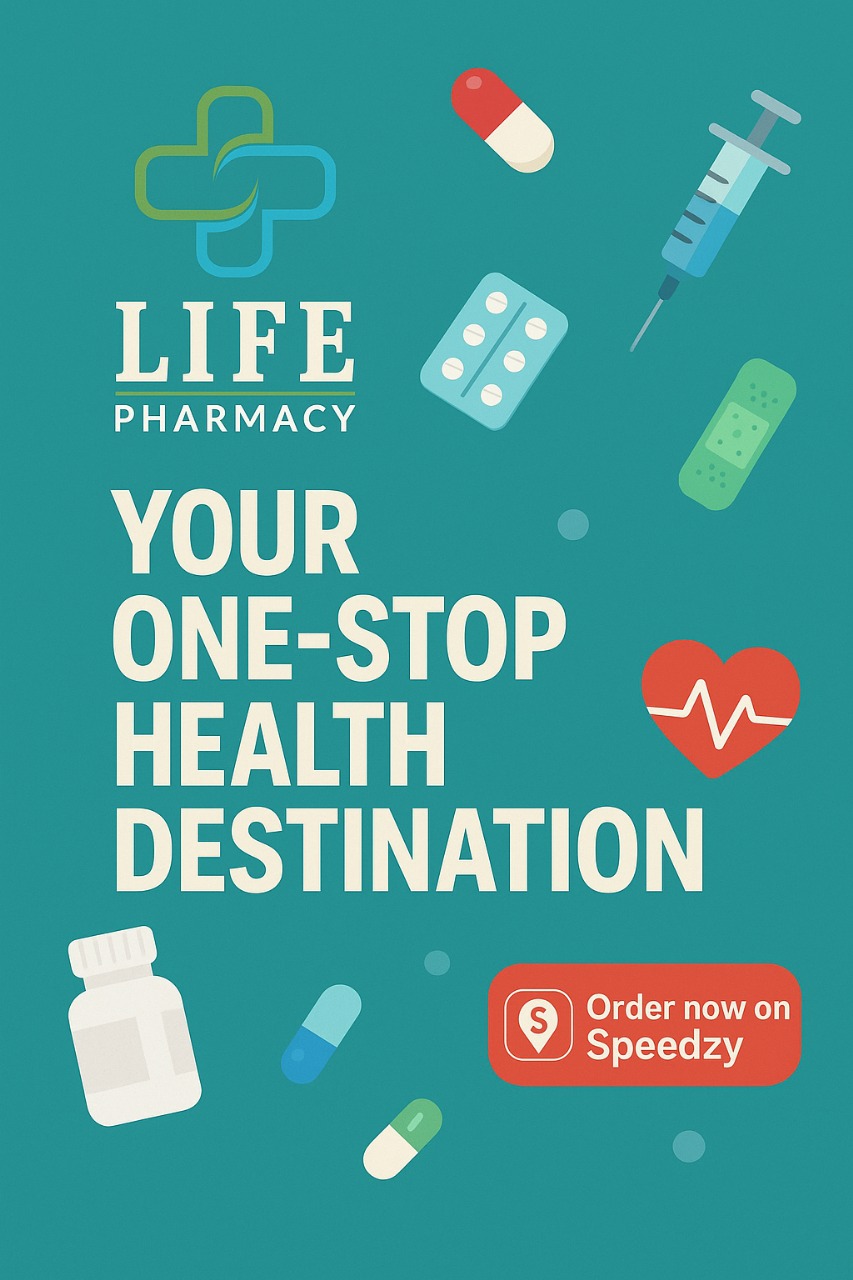 LIFE
PHARMACY
YOUR
ONE-STOP
HEALTH
DESTINATION
S
Order now on
Speedzy